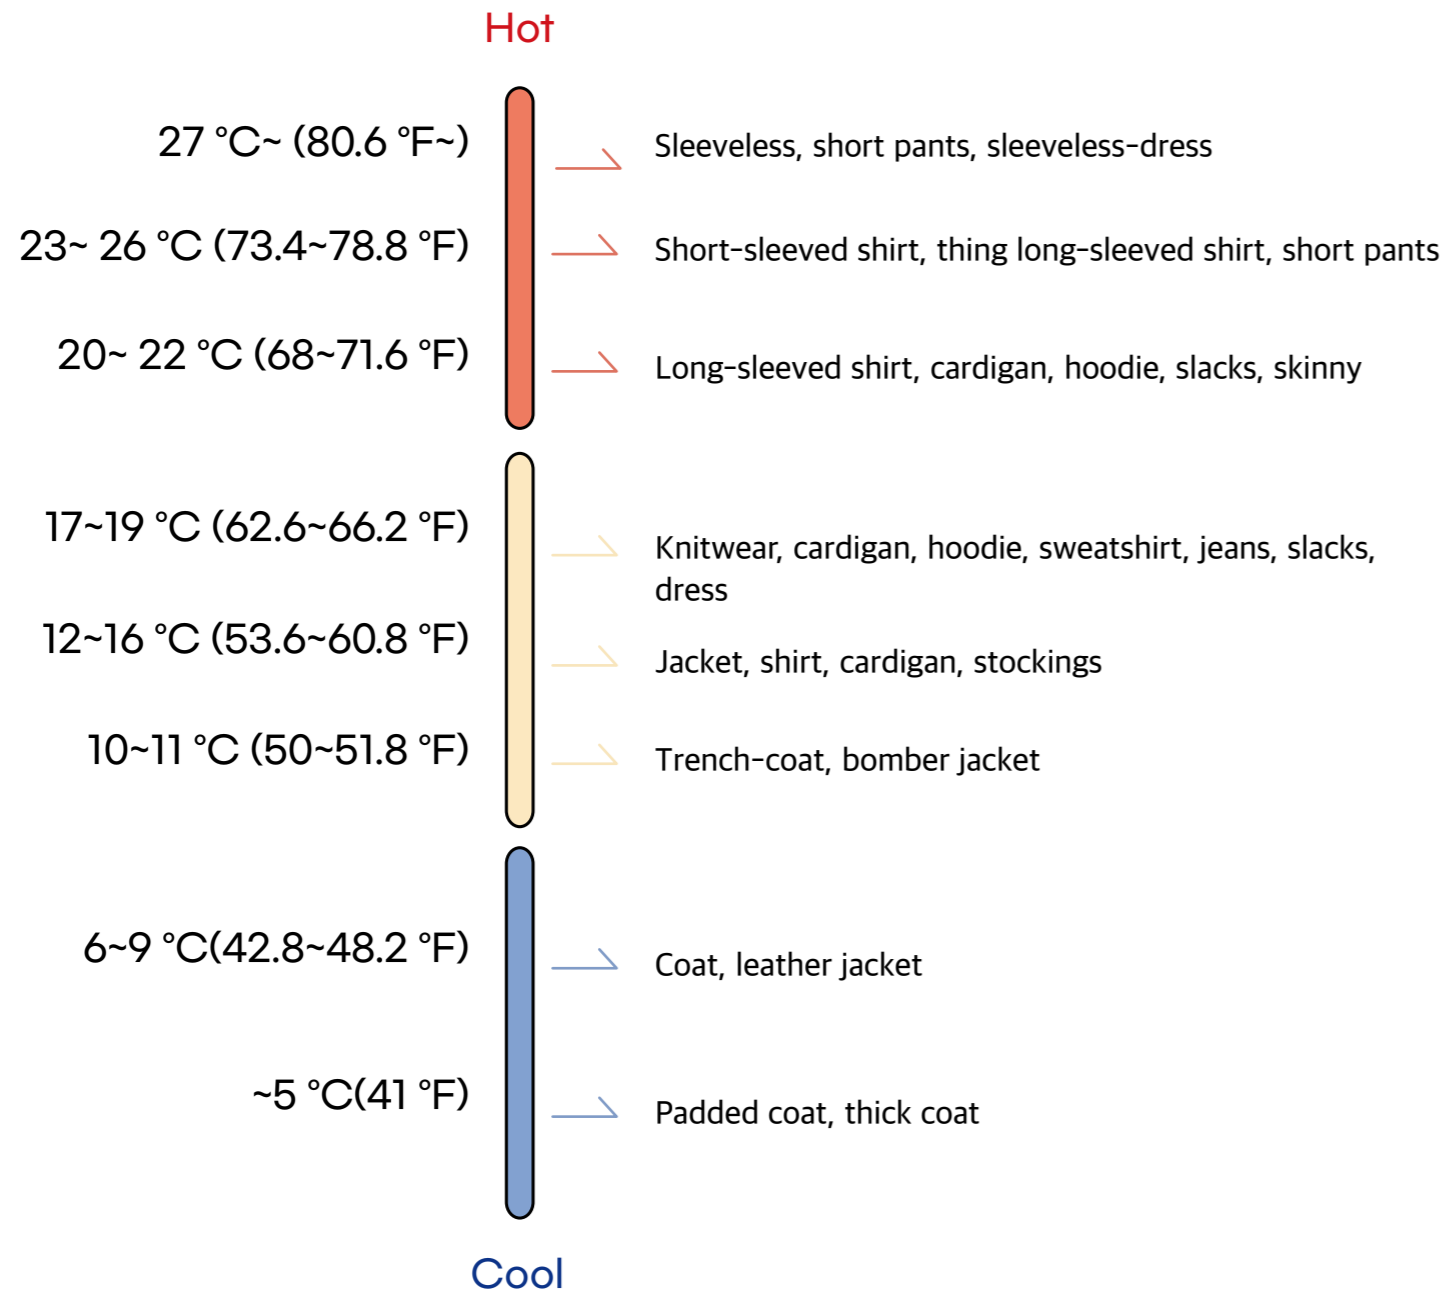 Hot
27 °C~ (80.6 °F~)
Sleeveless, short pants, sleeveless-dress
23~ 26 °C (73.4~78.8 °F)
Short-sleeved shirt, thing long-sleeved shirt, short pants
20~ 22 °C (68~71.6 °F)
Long-sleeved shirt, cardigan, hoodie, slacks, skinny
17~19 °C (62.6~66.2 °F)
Knitwear, cardigan, hoodie, sweatshirt, jeans, slacks,
dress
12~16 °C (53.6~60.8 °F)
Jacket, shirt, cardigan, stockings
10~11 °C (50~51.8 °F)
Trench-coat, bomber jacket
6~9 °C(42.8~48.2 °F)
Coat, leather jacket
~5 °C(41 °F)
Padded coat, thick coat
Cool